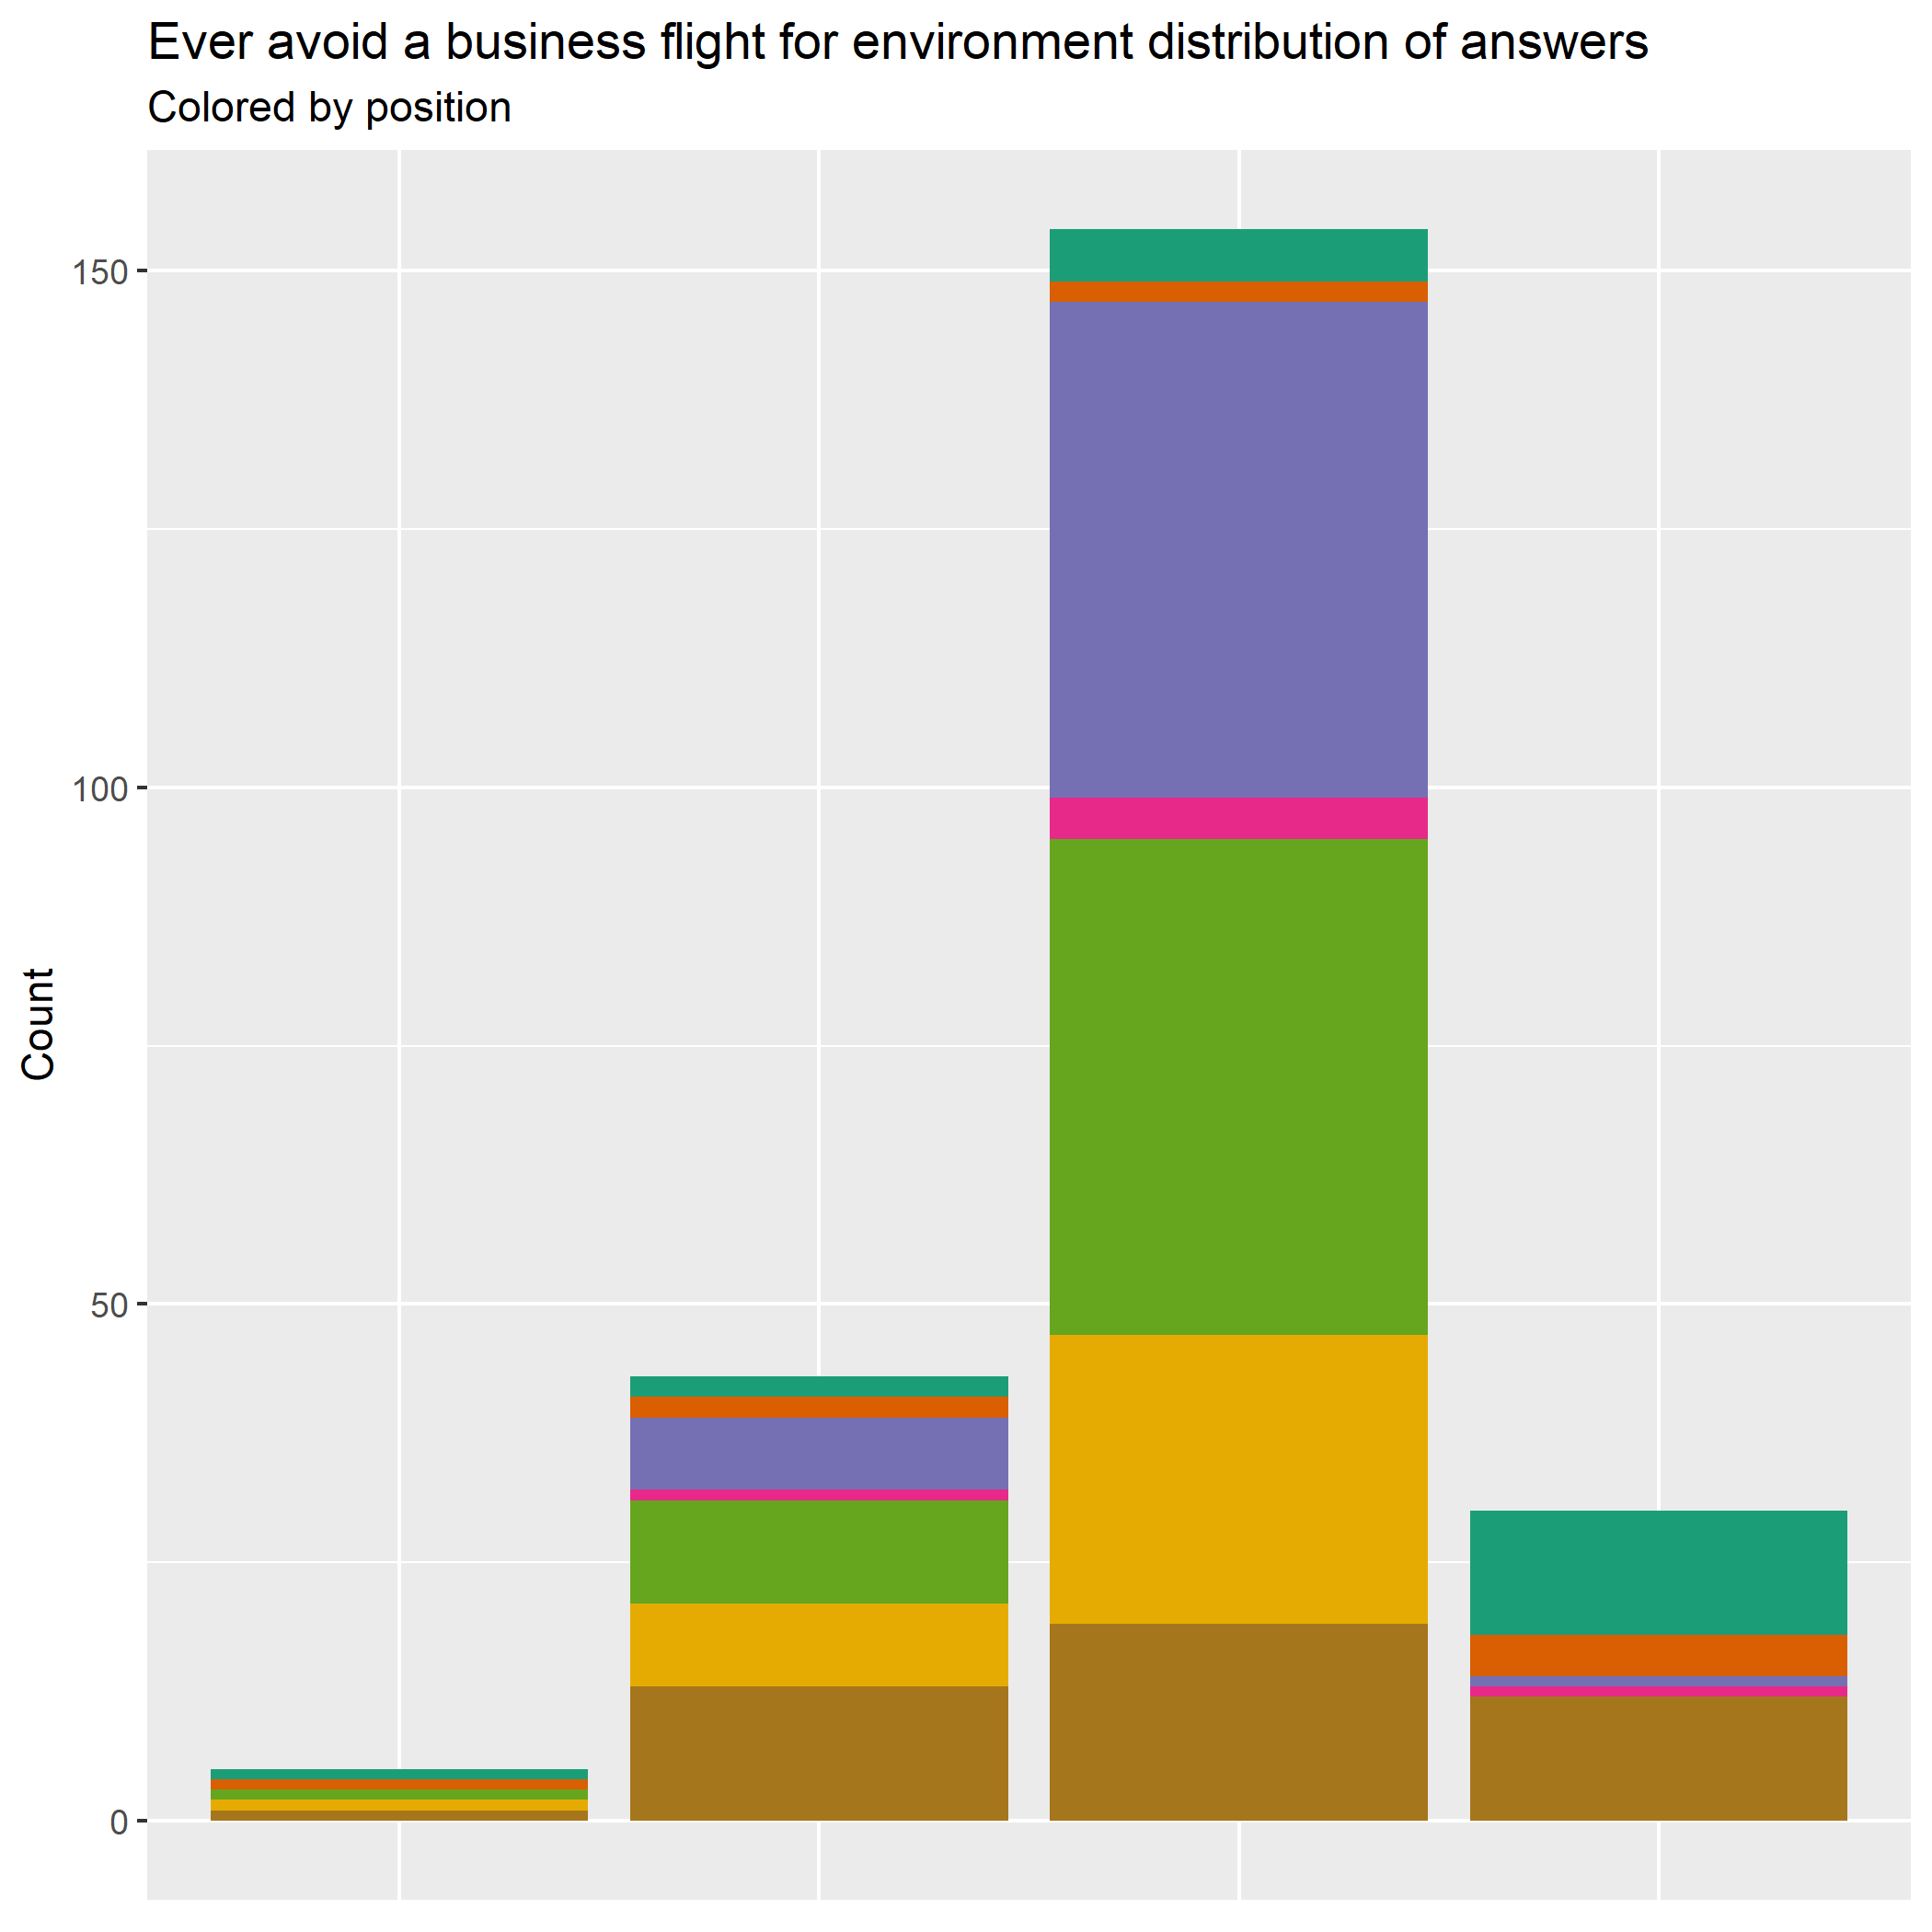 Ever avoid a business flight for environment distribution of answers
Colored by position
150
100
50
0
Count